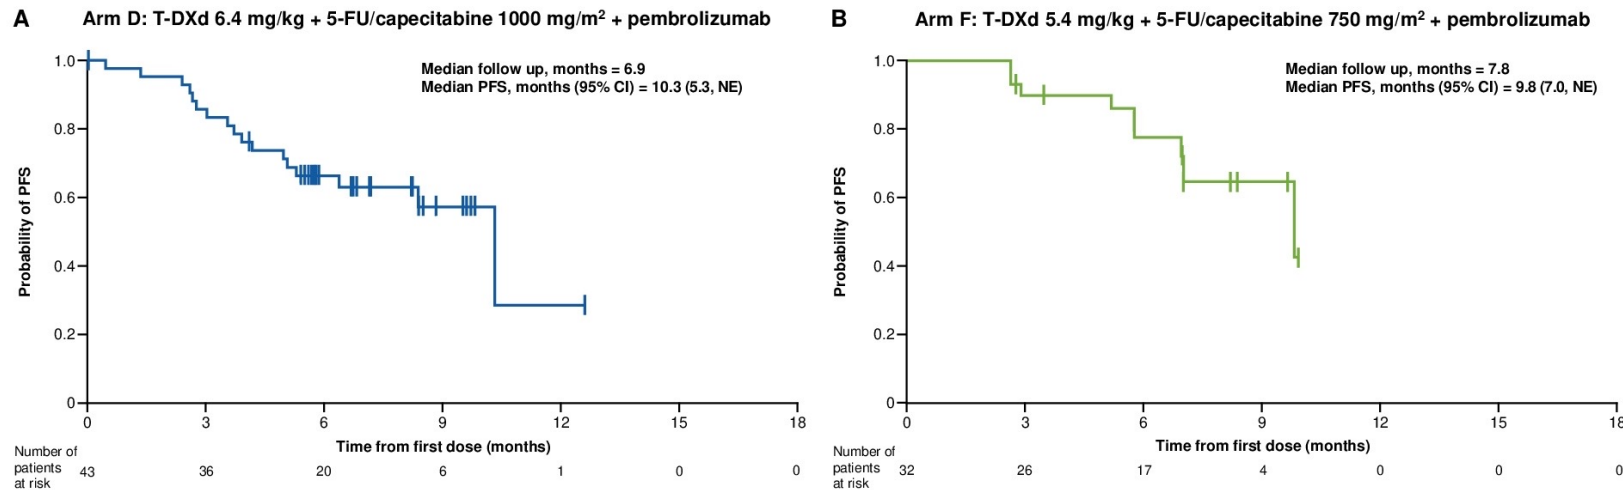 A
Arm D: T-DXd 6.4 mg/kg + 5-FU/capecitabine 1000 mg/m² + pembrolizumab
Median follow up, months = 6.9
Median PFS, months (95% CI) = 10.3 (5.3, NE)
Probability of PFS
1.0
0.8
0.6
0.4
0.2
0
0 3 6 9 12 15 18
Time from first dose (months)
Number of
patients
at risk
43 36 20 6 1 0 0
B
Arm F: T-DXd 5.4 mg/kg + 5-FU/capecitabine 750 mg/m² + pembrolizumab
Median follow up, months = 7.8
Median PFS, months (95% CI) = 9.8 (7.0, NE)
Probability of PFS
1.0
0.8
0.6
0.4
0.2
0
0 3 6 9 12 15 18
Time from first dose (months)
Number of
patients
at risk
32 26 17 4 0 0 0